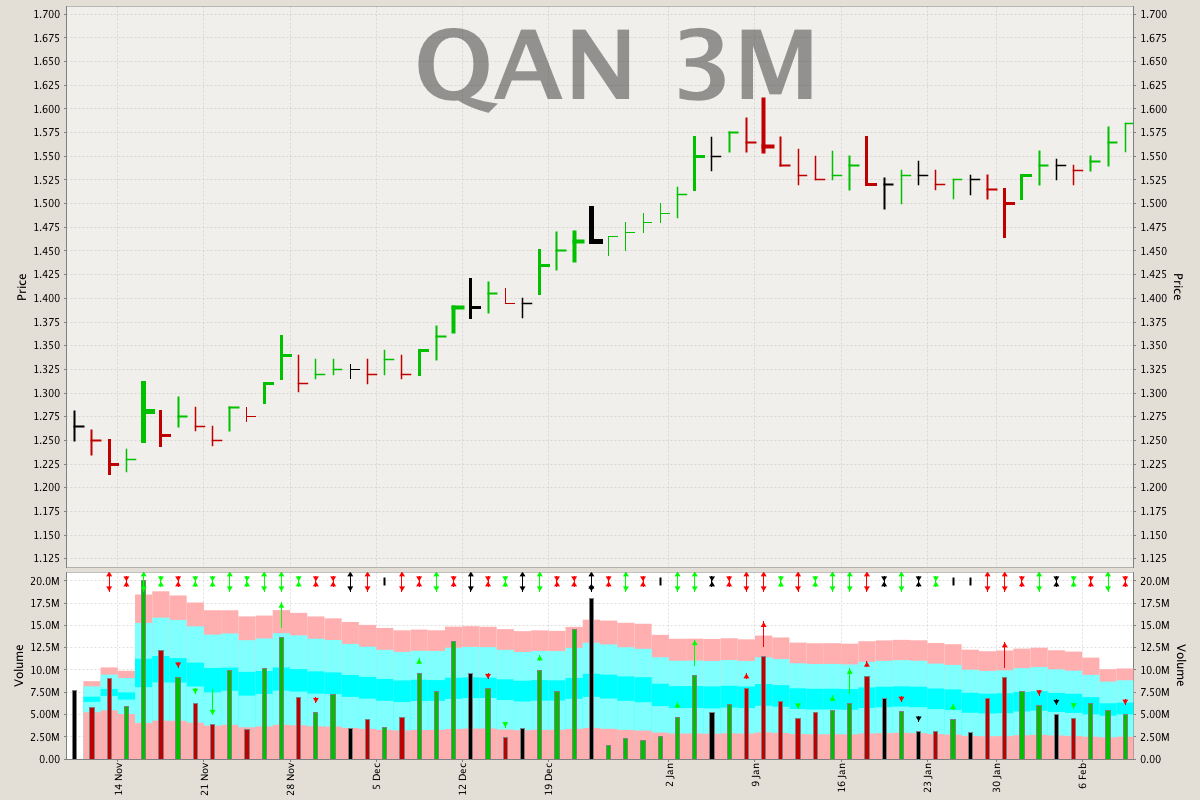 QAN 3M
1.700 1.700
1.675 1.675
1.650 1.650
1.625 1.625
1.600 1.600
1.575 1.575
1.550 1.550
1.525 1.525
1.500 1.500
1.475 1.475
1.450 1.450
1.425 1.425
1.400 1.400
1.375 1.375
1.350 1.350
1.325 1.325
1.300 1.300
1.275 1.275
1.250 1.250
1.225 1.225
1.200 1.200
1.175 1.175
1.150 1.150
1.125 1.125
Price Price
20.0M 20.0M
17.5M 17.5M
15.0M 15.0M
12.5M 12.5M
10.0M 10.0M
7.50M 7.50M
5.00M 5.00M
2.50M 2.50M
0.00 0.00
Volume Volume
14 Nov 21 Nov 28 Nov 5 Dec 12 Dec 19 Dec 2 Jan 9 Jan 16 Jan 23 Jan 30 Jan 6 Feb